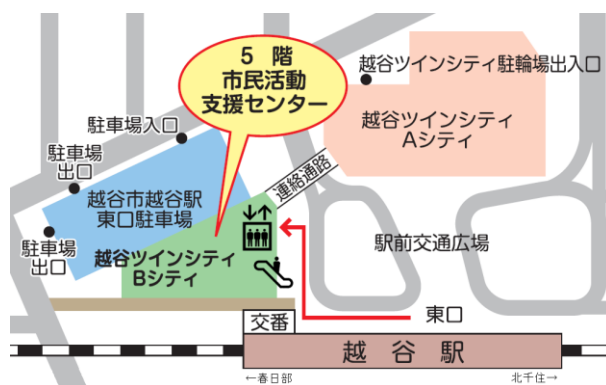 5 階
市民活動
支援センター
越谷ツインシティ駐輪場出入口
越谷ツインシティ
Aシティ
駐車場入口
駐車場
出口
越谷市越谷駅
東口駐車場
連絡通路
駐車場
出口
越谷ツインシティ
Bシティ
駅前交通広場
交番
東口
越 谷 駅
←春日部
北千住→